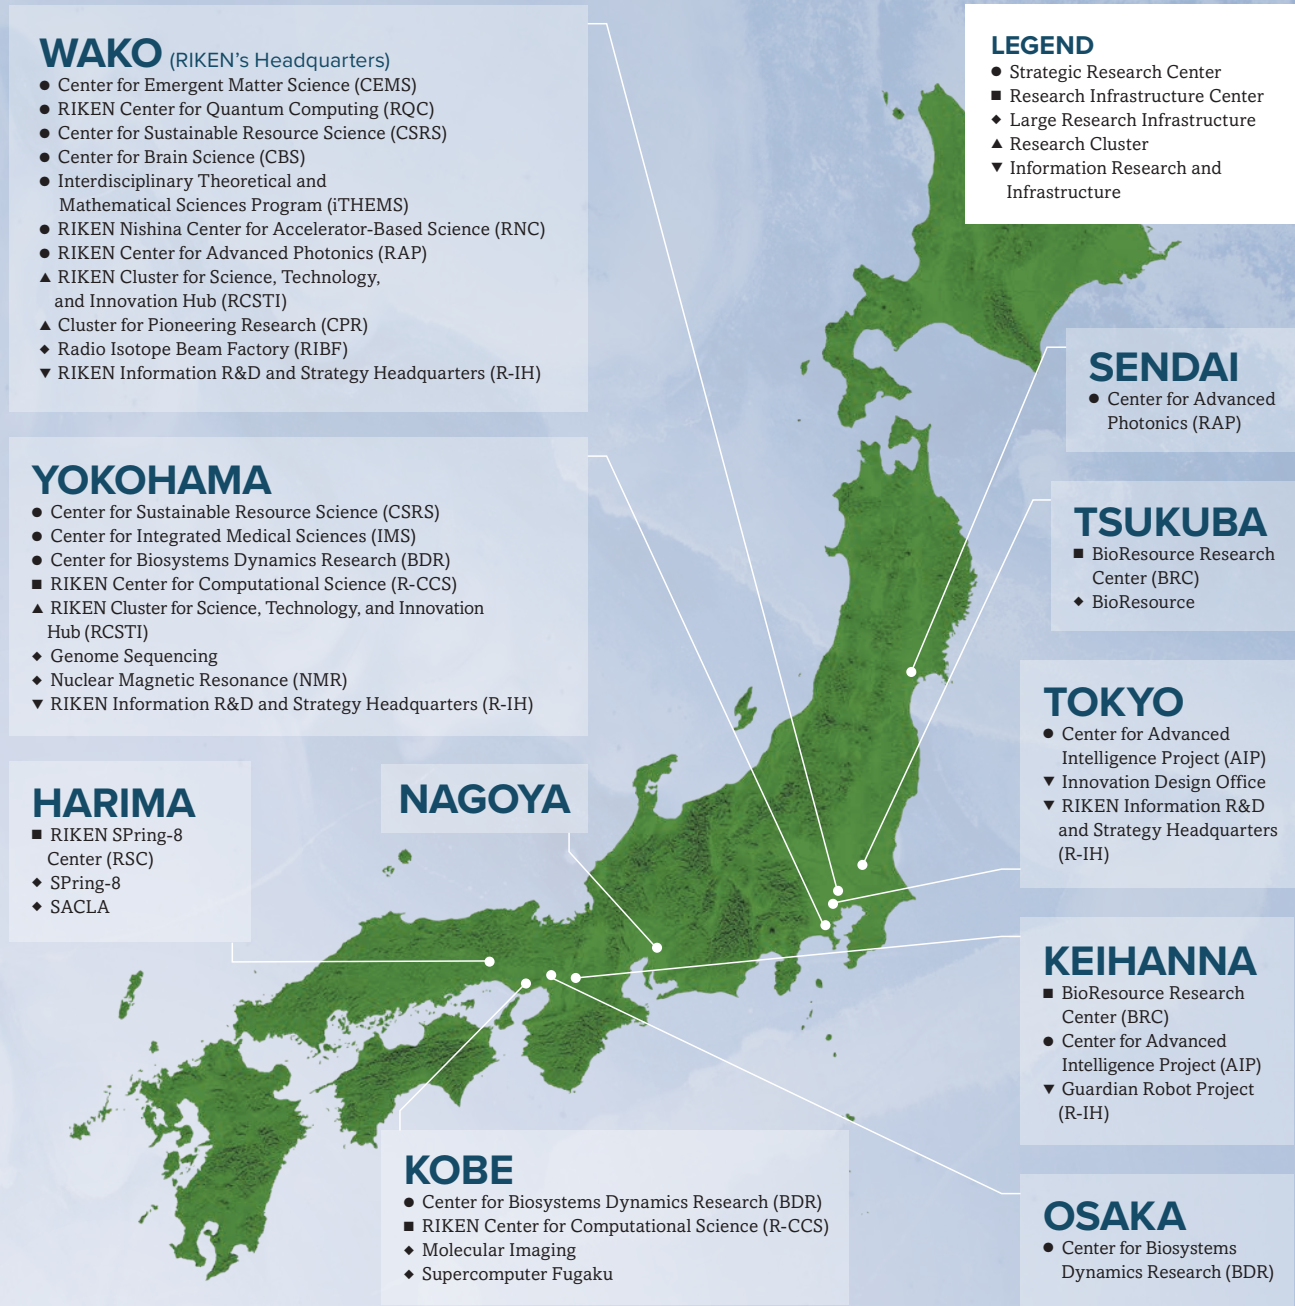 WAKO (RIKEN's Headquarters)
● Center for Emergent Matter Science (CEMS)
● RIKEN Center for Quantum Computing (RQC)
● Center for Sustainable Resource Science (CSRS)
● Center for Brain Science (CBS)
● Interdisciplinary Theoretical and
Mathematical Sciences Program (iTHEMS)
● RIKEN Nishina Center for Accelerator-Based Science (RNC)
● RIKEN Center for Advanced Photonics (RAP)
▲ RIKEN Cluster for Science, Technology,
and Innovation Hub (RCSTI)
▲ Cluster for Pioneering Research (CPR)
◆ Radio Isotope Beam Factory (RIBF)
▼ RIKEN Information R&D and Strategy Headquarters (R-IH)
LEGEND
● Strategic Research Center
■ Research Infrastructure Center
◆ Large Research Infrastructure
▲ Research Cluster
▼ Information Research and
Infrastructure
SENDAI
● Center for Advanced
Photonics (RAP)
YOKOHAMA
● Center for Sustainable Resource Science (CSRS)
● Center for Integrated Medical Sciences (IMS)
● Center for Biosystems Dynamics Research (BDR)
■ RIKEN Center for Computational Science (R-CCS)
▲ RIKEN Cluster for Science, Technology, and Innovation
Hub (RCSTI)
◆ Genome Sequencing
◆ Nuclear Magnetic Resonance (NMR)
▼ RIKEN Information R&D and Strategy Headquarters (R-IH)
TSUKUBA
■ BioResource Research
Center (BRC)
◆ BioResource
TOKYO
● Center for Advanced
Intelligence Project (AIP)
▼ Innovation Design Office
▼ RIKEN Information R&D
and Strategy Headquarters
(R-IH)
HARIMA
■ RIKEN SPring-8
Center (RSC)
◆ SPring-8
◆ SACLA
NAGOYA
KEIHANNA
■ BioResource Research
Center (BRC)
● Center for Advanced
Intelligence Project (AIP)
▼ Guardian Robot Project
(R-IH)
KOBE
● Center for Biosystems Dynamics Research (BDR)
■ RIKEN Center for Computational Science (R-CCS)
◆ Molecular Imaging
◆ Supercomputer Fugaku
OSAKA
● Center for Biosystems
Dynamics Research (BDR)